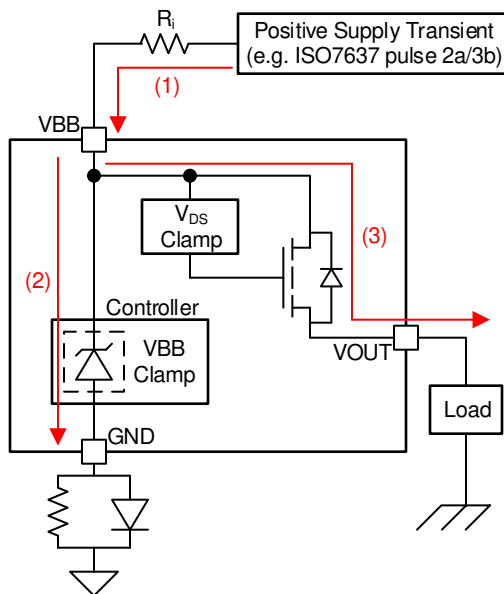 Ri
Positive Supply Transient
(e.g. ISO7637 pulse 2a/3b)
(1)
VBB
VDS
Clamp
(3)
(2)
Controller
VBB
Clamp
VOUT
GND
Load